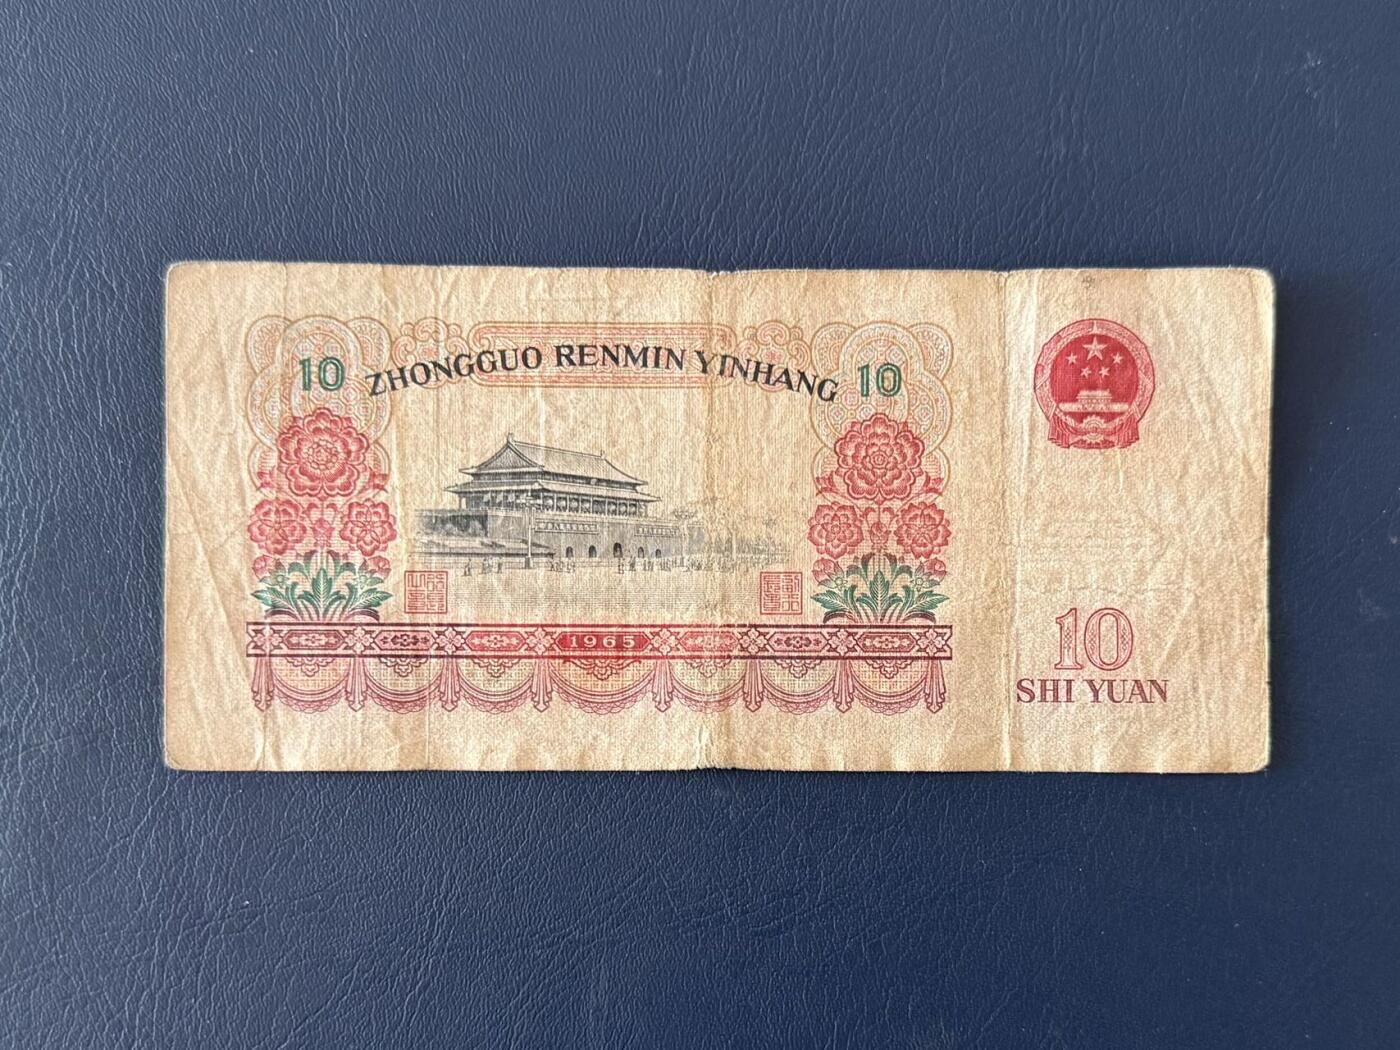 10 ZHONGGUO RENMIN YINHANG 10
1965
10
SHI YUAN